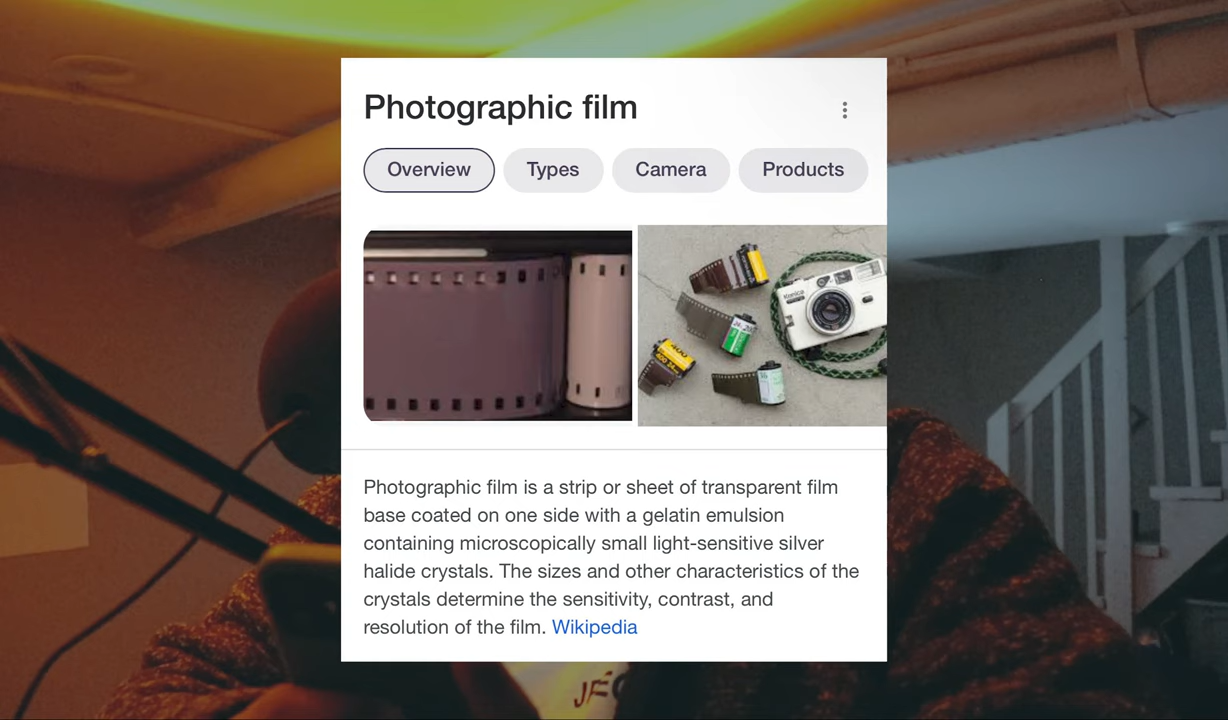 Photographic film
Overview Types Camera Products
Konica
400
Photographic film is a strip or sheet of transparent film
base coated on one side with a gelatin emulsion
containing microscopically small light-sensitive silver
halide crystals. The sizes and other characteristics of the
crystals determine the sensitivity, contrast, and
resolution of the film. Wikipedia